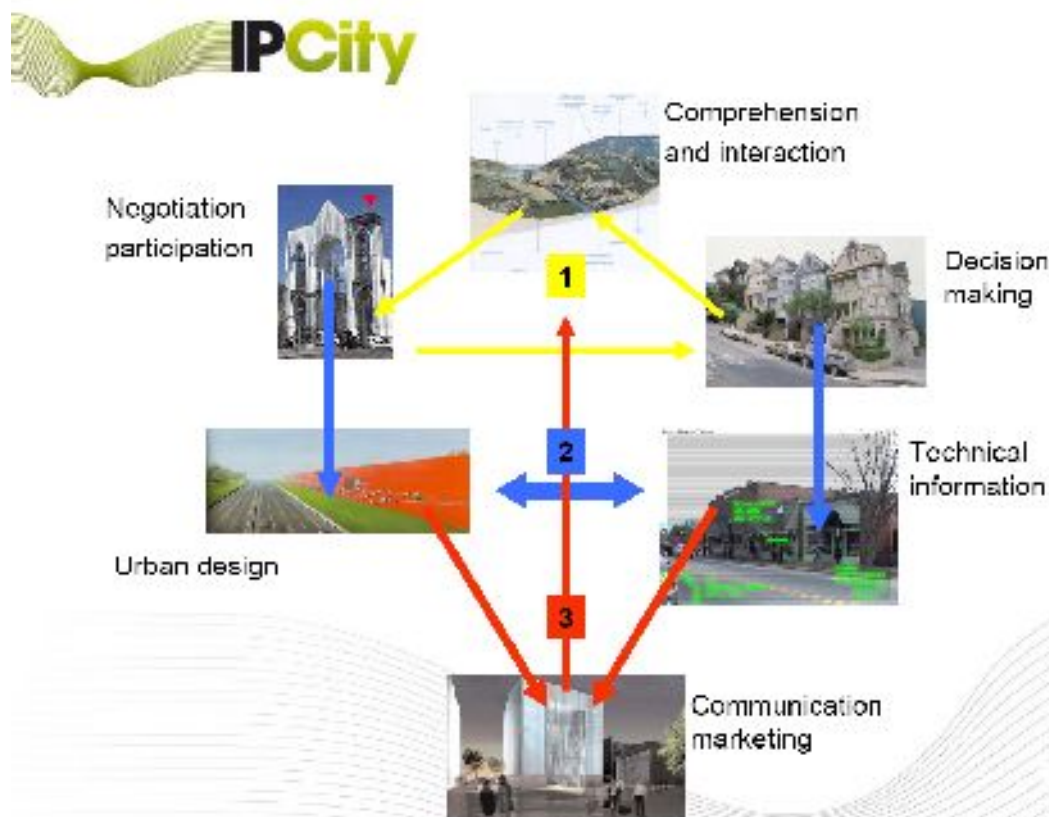 IPCity
Comprehension
and interaction
Negotiation
participation
1
Decision
making
2
Technical
information
Urban design
3
Communication
marketing